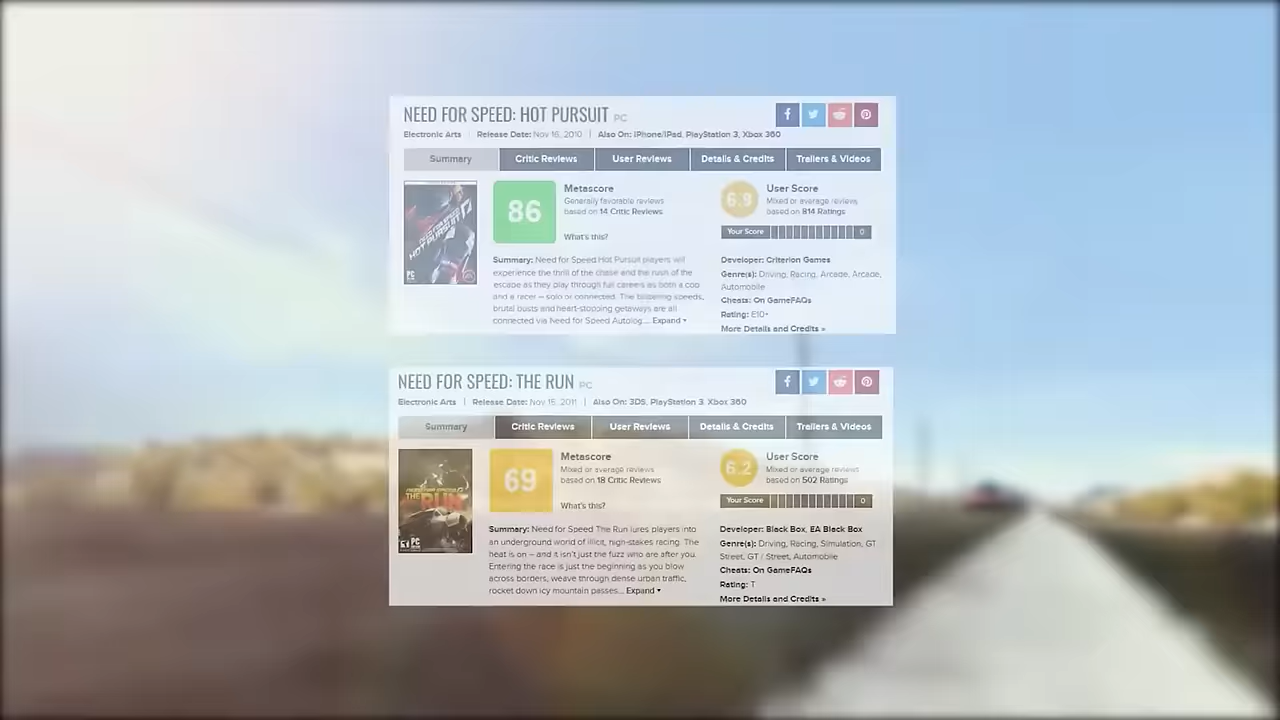 NEED FOR SPEED: HOT PURSUIT PC
Electronic Arts | Release Date: Nov 16, 2010 | Also On: iPhone/iPad, PlayStation 3, Xbox 360
Summary Critic Reviews User Reviews Details & Credits Trailers & Videos
86
Metascore
Generally favorable reviews
based on 14 Critic Reviews
What's this?
6.9
User Score
Mixed or average reviews
based on 814 Ratings
Your Score 0
Summary: Need for Speed Hot Pursuit players will
experience the thrill of the chase and the rush of the
escape as they play through full careers as both a cop
and a racer – solo or connected. The blistering speeds,
brutal busts and heart-stopping getaways are all
connected via Need for Speed Autolog... Expand
Developer: Criterion Games
Genre(s): Driving, Racing, Arcade, Arcade,
Automobile
Cheats: On GameFAQs
Rating: E10+
More Details and Credits »
HOT PURSUIT
PC
NEED FOR SPEED: THE RUN PC
Electronic Arts | Release Date: Nov 15, 2011 | Also On: 3DS, PlayStation 3, Xbox 360
Summary Critic Reviews User Reviews Details & Credits Trailers & Videos
69
Metascore
Mixed or average reviews
based on 18 Critic Reviews
What's this?
6.2
User Score
Mixed or average reviews
based on 502 Ratings
Your Score 0
Summary: Need for Speed The Run lures players into
an underground world of illicit, high-stakes racing. The
heat is on – and it isn't just the fuzz who are after you.
Entering the race is just the beginning as you blow
across borders, weave through dense urban traffic,
rocket down icy mountain passes... Expand
Developer: Black Box, EA Black Box
Genre(s): Driving, Racing, Simulation, GT
Street, GT / Street, Automobile
Cheats: On GameFAQs
Rating: T
More Details and Credits »
THE RUN
PC